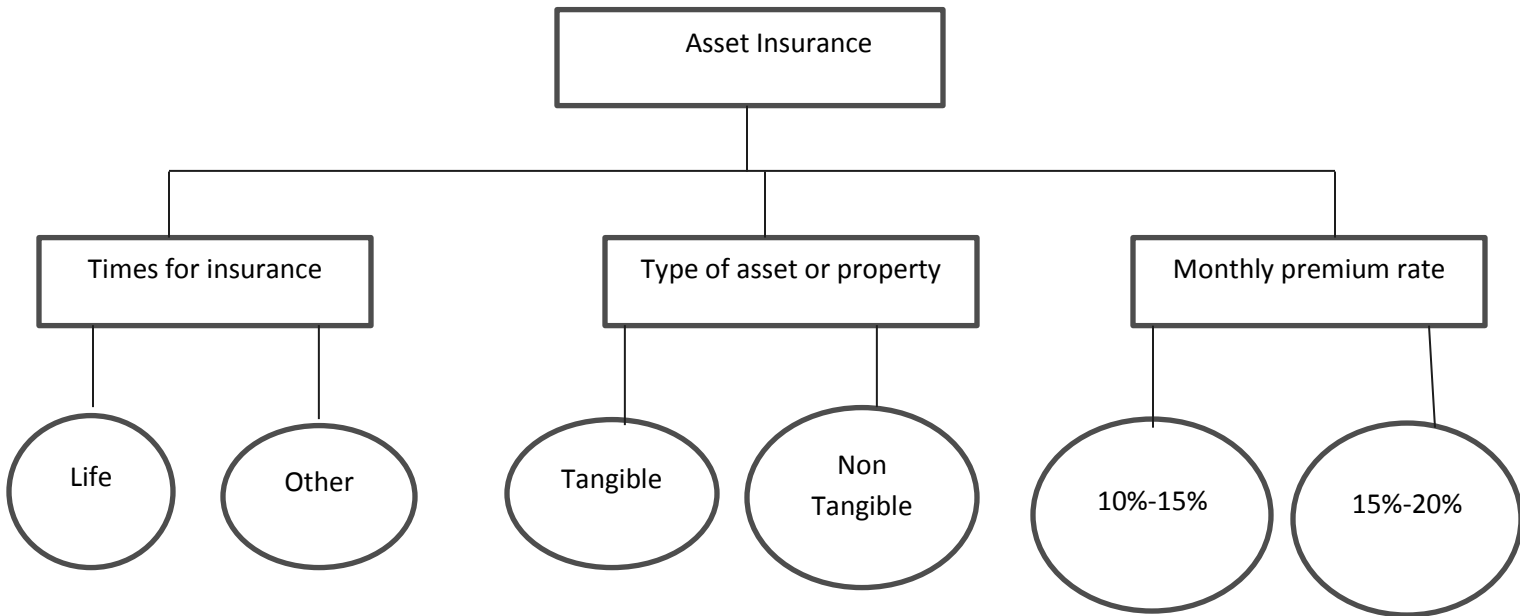 Asset Insurance
Times for insurance
Type of asset or property
Monthly premium rate
Life
Other
Tangible
Non
Tangible
10%-15%
15%-20%